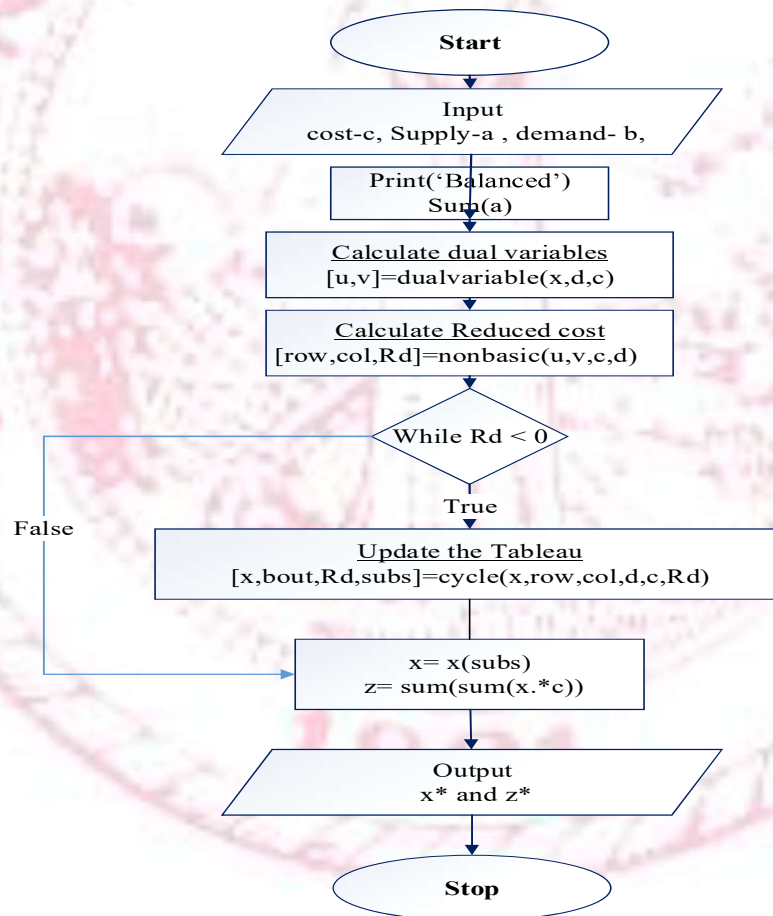 Start
Input
cost-c, Supply-a , demand- b,
Print(‘Balanced’)
Sum(a)
Calculate dual variables
[u,v]=dualvariable(x,d,c)
Calculate Reduced cost
[row,col,Rd]=nonbasic(u,v,c,d)
While Rd < 0
True
False
Update the Tableau
[x,bout,Rd,subs]=cycle(x,row,col,d,c,Rd)
x= x(subs)
z= sum(sum(x.*c))
Output
x* and z*
Stop